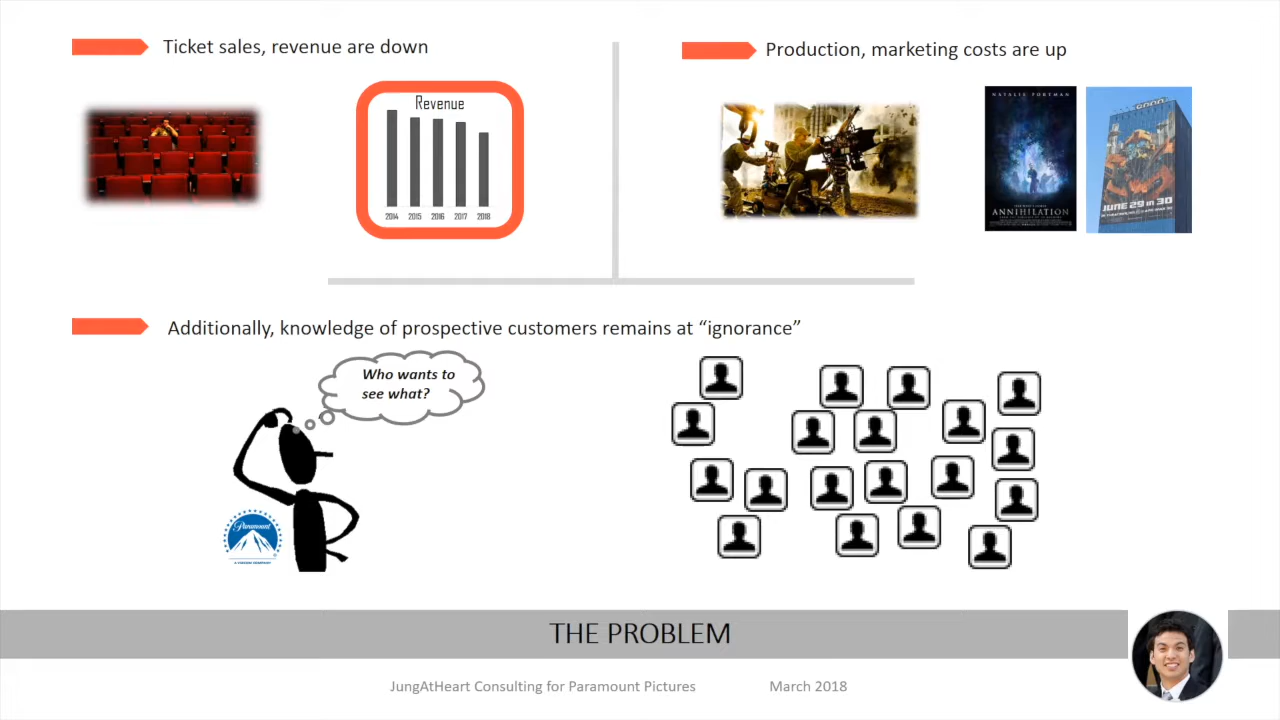 Ticket sales, revenue are down
Production, marketing costs are up
Revenue
2014 2015 2016 2017 2018
NATALIE PORTMAN
ANNIHILATION
JUNE 29 in 3D
Additionally, knowledge of prospective customers remains at “ignorance”
Who wants to
see what?
Paramount
A VIACOM COMPANY
THE PROBLEM
JungAtHeart Consulting for Paramount Pictures
March 2018